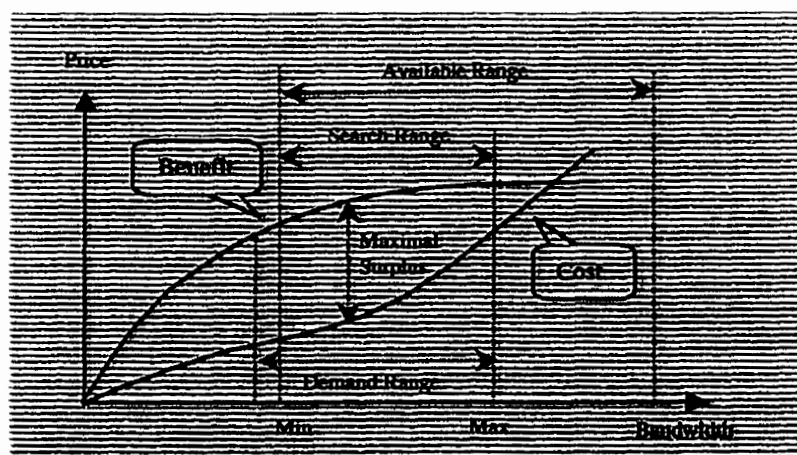 Price
Available Range
Search Range
Benefit
Maximal
Surplus
Cost
Demand Range
Min
Max
Bandwidth